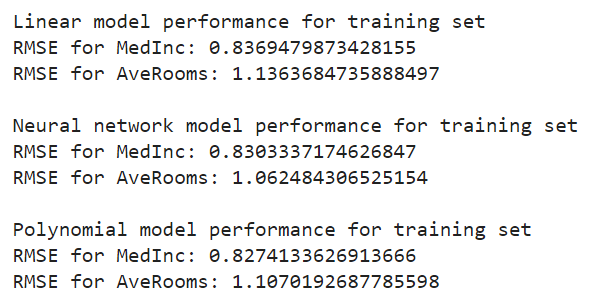 Linear model performance for training set
RMSE for MedInc: 0.8369479873428155
RMSE for AveRooms: 1.1363684735888497
Neural network model performance for training set
RMSE for MedInc: 0.8303337174626847
RMSE for AveRooms: 1.062484306525154
Polynomial model performance for training set
RMSE for MedInc: 0.8274133626913666
RMSE for AveRooms: 1.1070192687785598